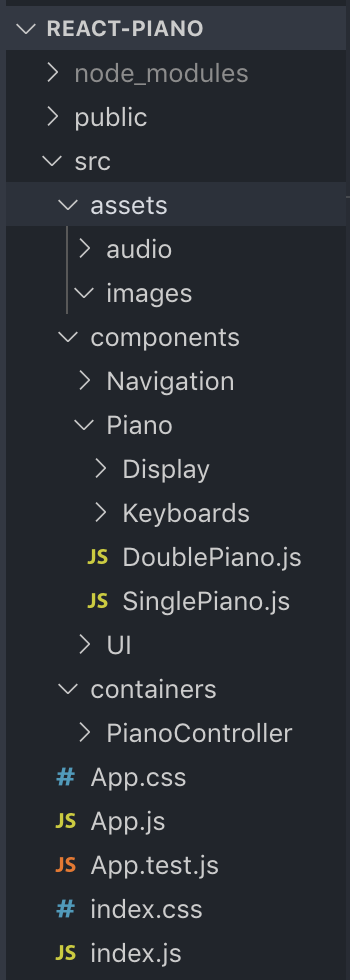 REACT-PIANO
node_modules
public
src
assets
audio
images
components
Navigation
Piano
Display
Keyboards
JS DoublePiano.js
JS SinglePiano.js
UI
containers
PianoController
# App.css
JS App.js
JS App.test.js
# index.css
JS index.js